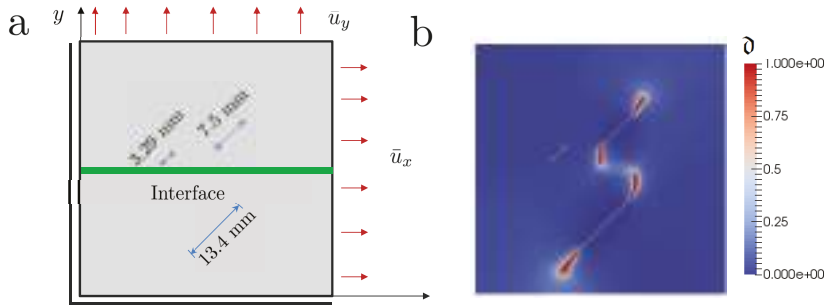 a
y
ū_y
b
𝔡
1.000e+00
3.25 mm
7.5 mm
0.75
ū_x
0.5
Interface
0.25
13.4 mm
0.000e+00